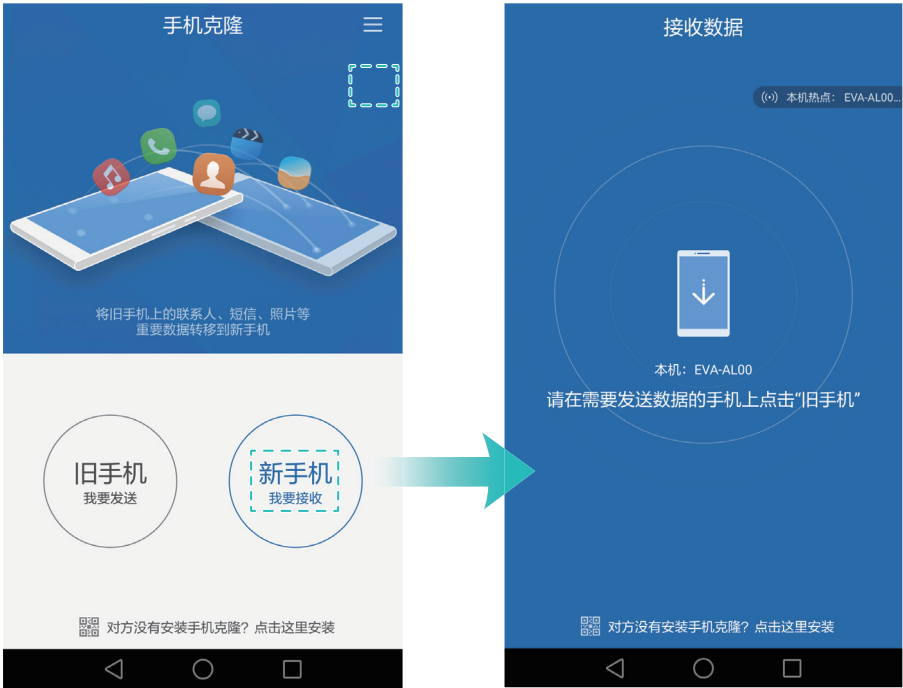 手机克隆
将旧手机上的联系人、短信、照片等
重要数据转移到新手机
旧手机
我要发送
新手机
我要接收
对方没有安装手机克隆？点击这里安装
接收数据
本机热点： EVA-AL00...
本机：EVA-AL00
请在需要发送数据的手机上点击“旧手机”
对方没有安装手机克隆？点击这里安装